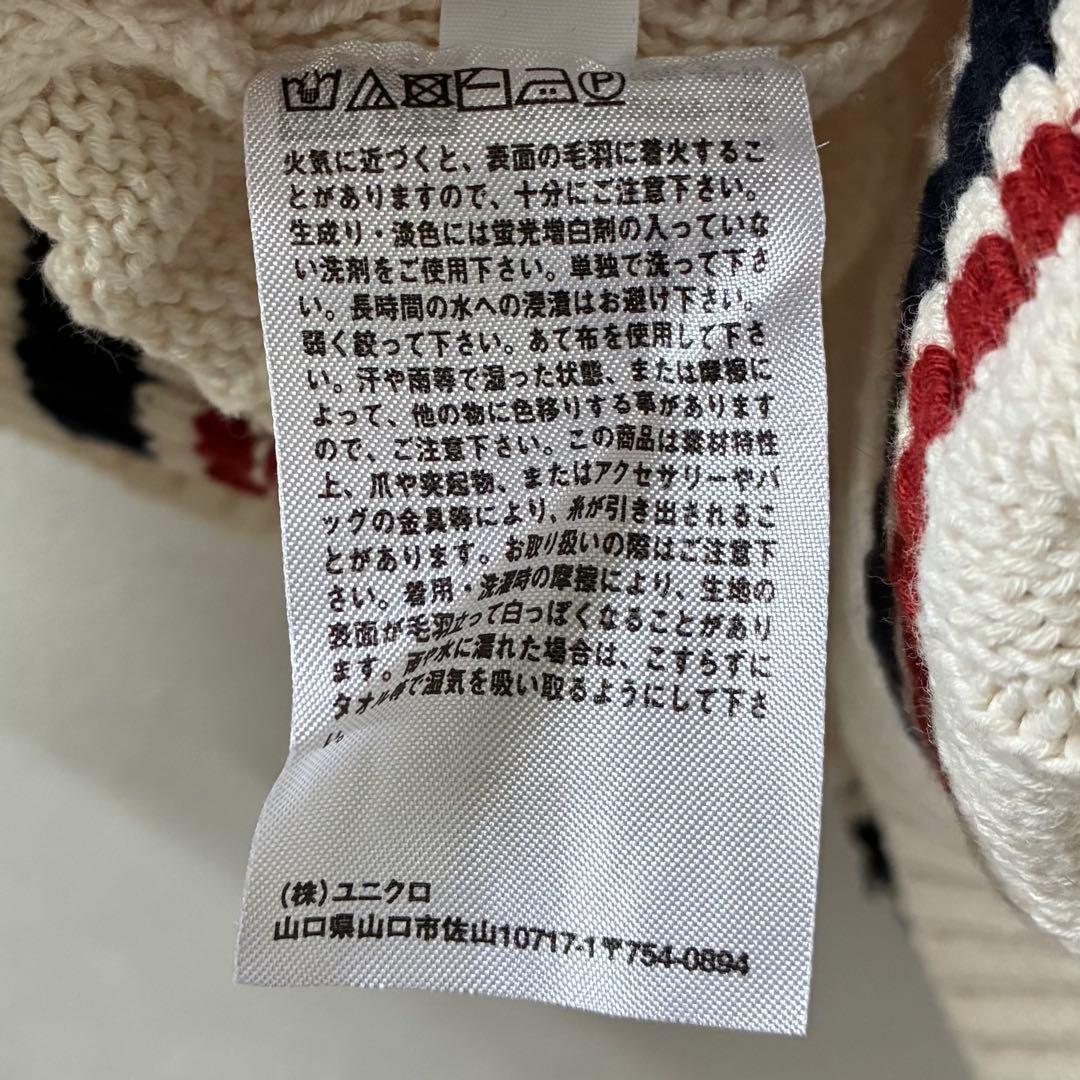 火気に近づくと、表面の毛羽に着火するこ
とがありますので、十分にご注意下さい。
生成り・淡色には蛍光増白剤の入っていな
い洗剤をご使用下さい。単独で洗って下さ
い。長時間の水への浸漬はお避け下さい。
弱く絞って下さい。あて布を使用して下さ
い。汗や雨等で湿った状態、または摩擦に
よって、他の物に色移りする事があります
ので、ご注意下さい。この商品は素材特性
上、爪や突起物、またはアクセサリーやバ
ッグの金具等により、糸が引き出されるこ
とがあります。お取り扱いの際はご注意下
さい。着用・洗濯時の摩擦により、生地の
表面が毛羽立って白っぽくなることがあり
ます。雨や水に濡れた場合は、こすらずに
タオル等で湿気を吸い取るようにして下さ
い。
(株)ユニクロ
山口県山口市佐山10717-1〒754-0894